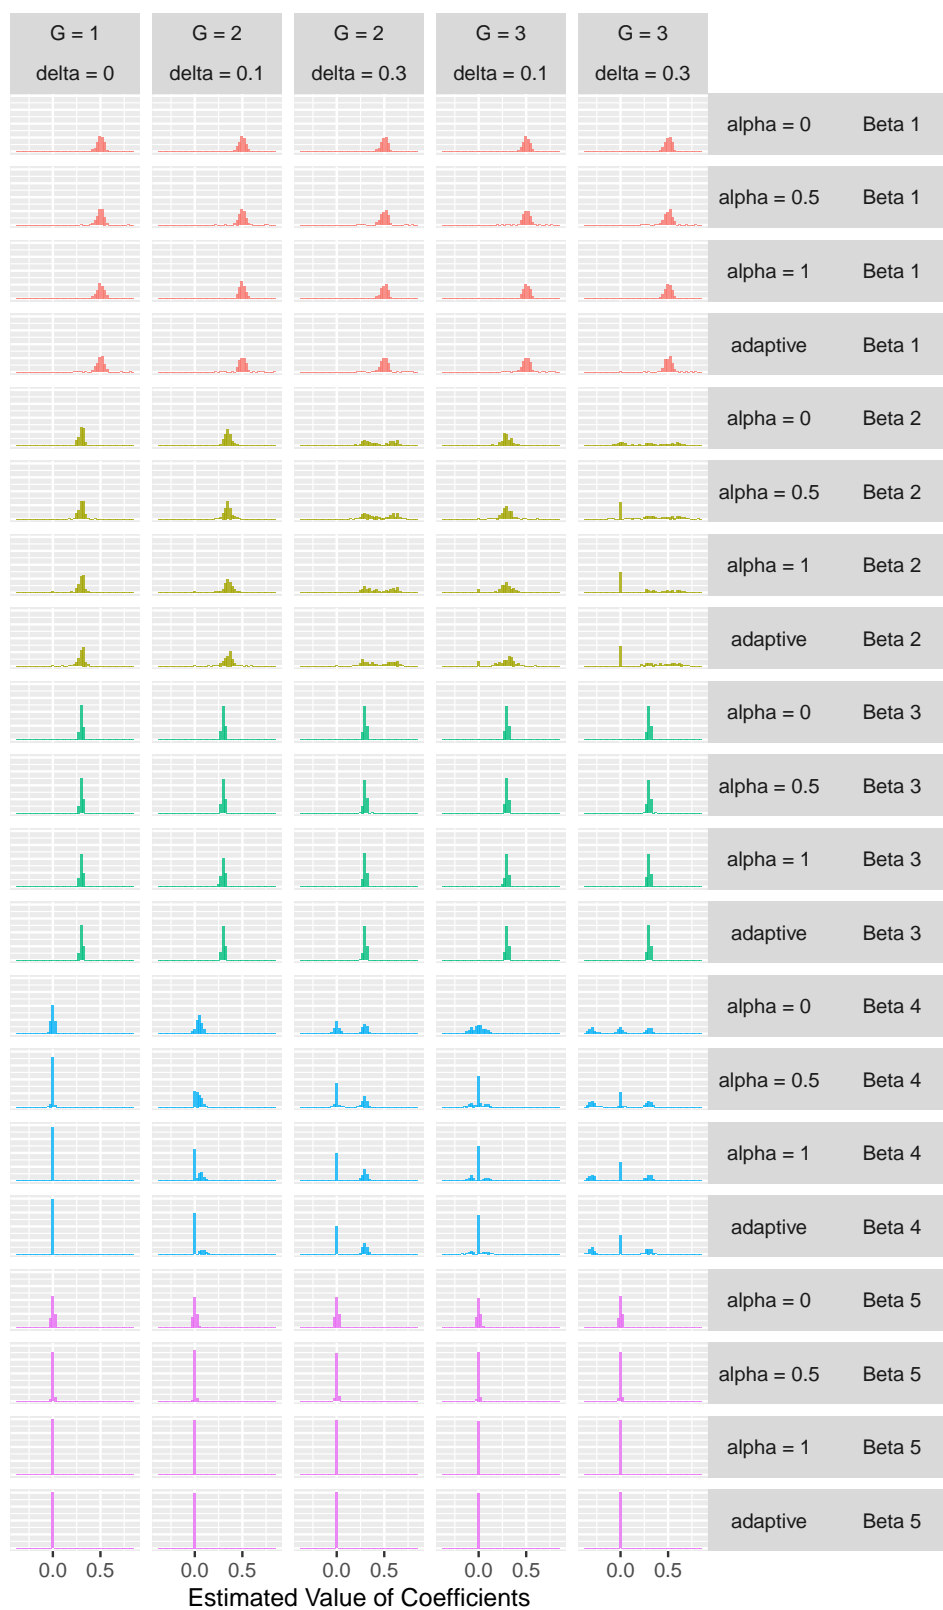 G = 1 G = 2 G = 2 G = 3 G = 3
delta = 0 delta = 0.1 delta = 0.3 delta = 0.1 delta = 0.3
alpha = 0 Beta 1
alpha = 0.5 Beta 1
alpha = 1 Beta 1
adaptive Beta 1
alpha = 0 Beta 2
alpha = 0.5 Beta 2
alpha = 1 Beta 2
adaptive Beta 2
alpha = 0 Beta 3
alpha = 0.5 Beta 3
alpha = 1 Beta 3
adaptive Beta 3
alpha = 0 Beta 4
alpha = 0.5 Beta 4
alpha = 1 Beta 4
adaptive Beta 4
alpha = 0 Beta 5
alpha = 0.5 Beta 5
alpha = 1 Beta 5
adaptive Beta 5
0.0 0.5 0.0 0.5 0.0 0.5 0.0 0.5 0.0 0.5
Estimated Value of Coefficients